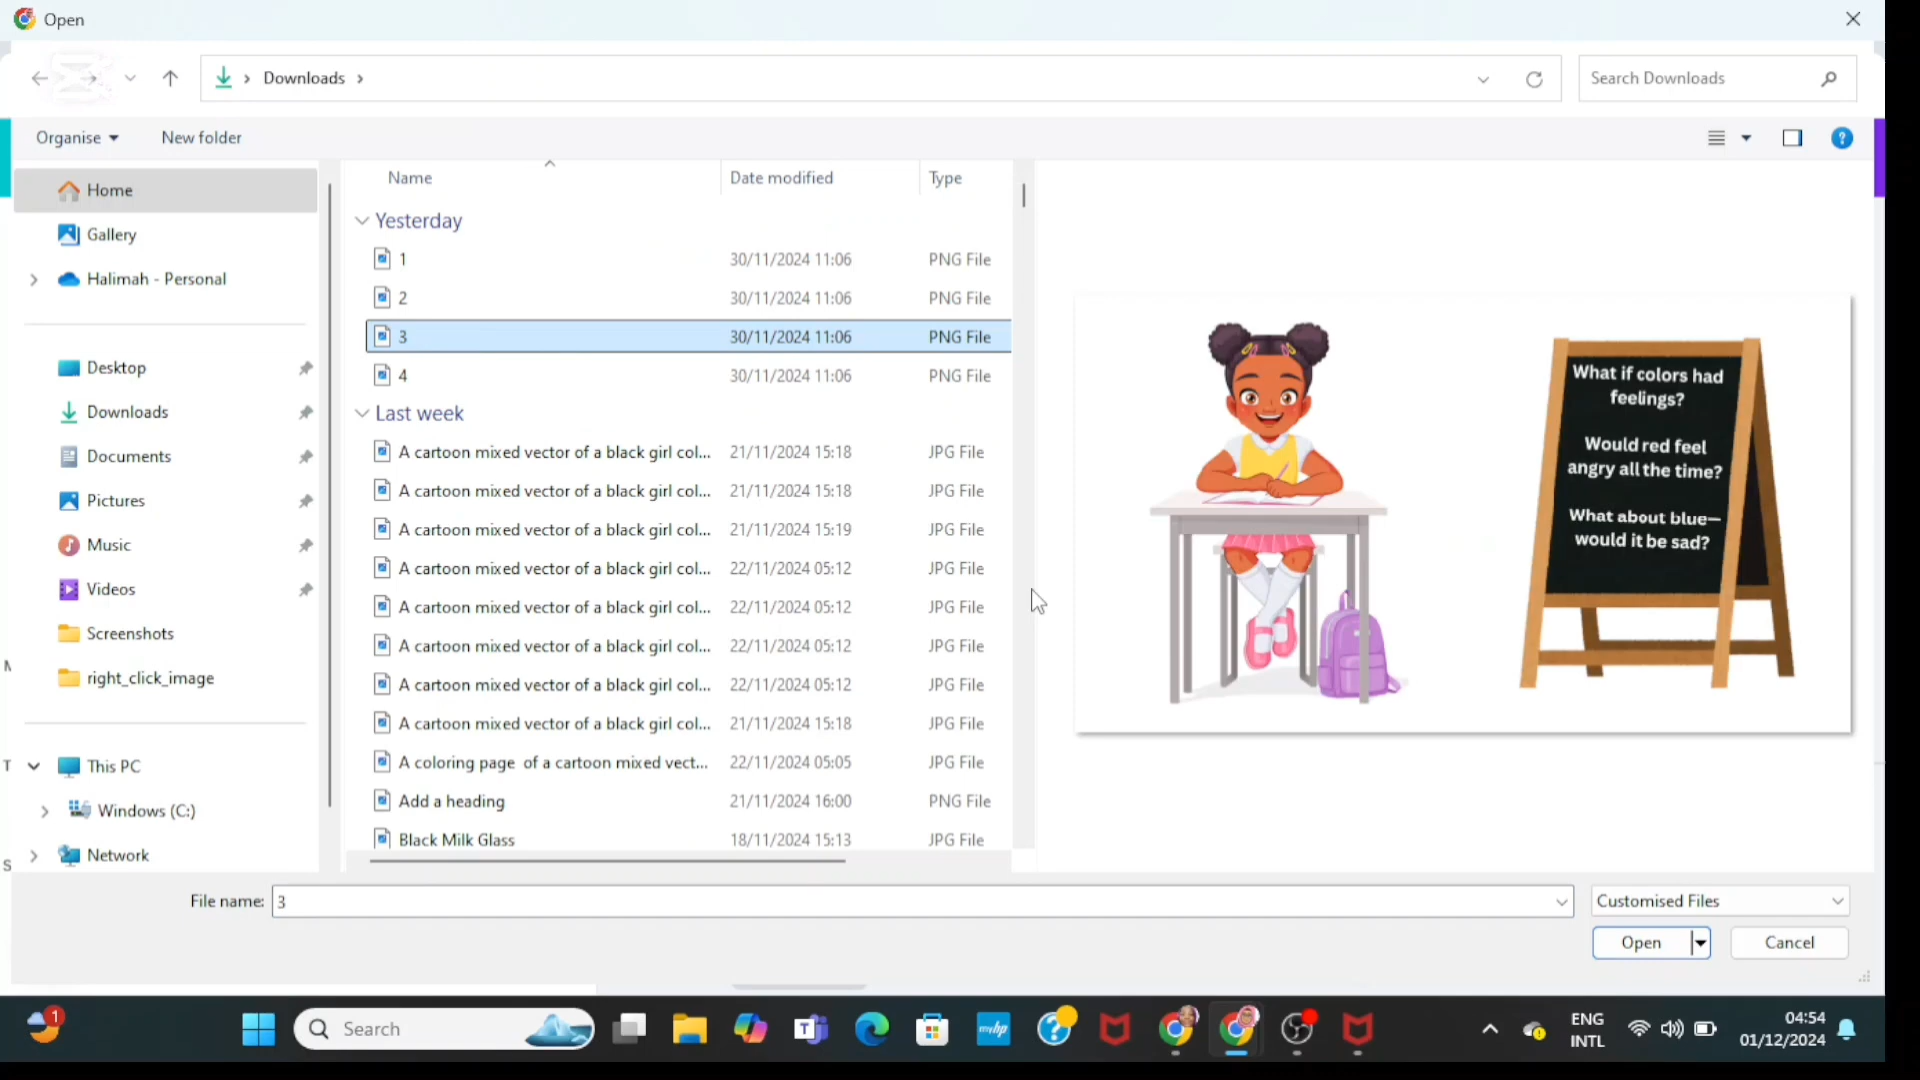 Open
Downloads
Search Downloads
Organise
New folder
Name
Date modified
Type
Home
Gallery
Halimah - Personal
Desktop
Downloads
Documents
Pictures
Music
Videos
Screenshots
right_click_image
This PC
Windows (C:)
Network
Yesterday
1 30/11/2024 11:06 PNG File
2 30/11/2024 11:06 PNG File
3 30/11/2024 11:06 PNG File
4 30/11/2024 11:06 PNG File
Last week
A cartoon mixed vector of a black girl col... 21/11/2024 15:18 JPG File
A cartoon mixed vector of a black girl col... 21/11/2024 15:18 JPG File
A cartoon mixed vector of a black girl col... 21/11/2024 15:19 JPG File
A cartoon mixed vector of a black girl col... 22/11/2024 05:12 JPG File
A cartoon mixed vector of a black girl col... 22/11/2024 05:12 JPG File
A cartoon mixed vector of a black girl col... 22/11/2024 05:12 JPG File
A cartoon mixed vector of a black girl col... 22/11/2024 05:12 JPG File
A cartoon mixed vector of a black girl col... 21/11/2024 15:18 JPG File
A coloring page of a cartoon mixed vect... 22/11/2024 05:05 JPG File
Add a heading 21/11/2024 16:00 PNG File
Black Milk Glass 18/11/2024 15:13 JPG File
What if colors had
feelings?
Would red feel
angry all the time?
What about blue—
would it be sad?
File name: 3
Customised Files
Open
Cancel
1
Search
myhp
ENG
INTL
04:54
01/12/2024